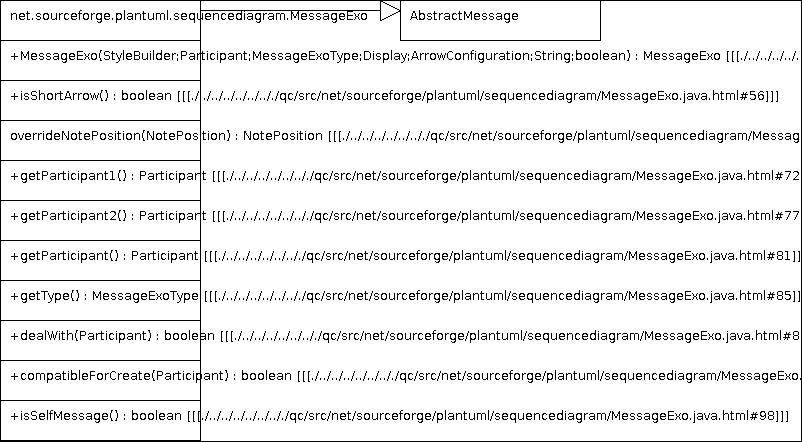 net.sourceforge.plantuml.sequencediagram.MessageExo
AbstractMessage
+MessageExo(StyleBuilder;Participant;MessageExoType;Display;ArrowConfiguration;String;boolean) : MessageExo [[[./../../../../.
+isShortArrow() : boolean [[[./../../../../../../../qc/src/net/sourceforge/plantuml/sequencediagram/MessageExo.java.html#56]]]
overrideNotePosition(NotePosition) : NotePosition [[[./../../../../../../../qc/src/net/sourceforge/plantuml/sequencediagram/Messag
+getParticipant1() : Participant [[[./../../../../../../../qc/src/net/sourceforge/plantuml/sequencediagram/MessageExo.java.html#72
+getParticipant2() : Participant [[[./../../../../../../../qc/src/net/sourceforge/plantuml/sequencediagram/MessageExo.java.html#77
+getParticipant() : Participant [[[./../../../../../../../qc/src/net/sourceforge/plantuml/sequencediagram/MessageExo.java.html#81]]
+getType() : MessageExoType [[[./../../../../../../../qc/src/net/sourceforge/plantuml/sequencediagram/MessageExo.java.html#85]]]
+dealWith(Participant) : boolean [[[./../../../../../../../qc/src/net/sourceforge/plantuml/sequencediagram/MessageExo.java.html#8
+compatibleForCreate(Participant) : boolean [[[./../../../../../../../qc/src/net/sourceforge/plantuml/sequencediagram/MessageExo.
+isSelfMessage() : boolean [[[./../../../../../../../qc/src/net/sourceforge/plantuml/sequencediagram/MessageExo.java.html#98]]]